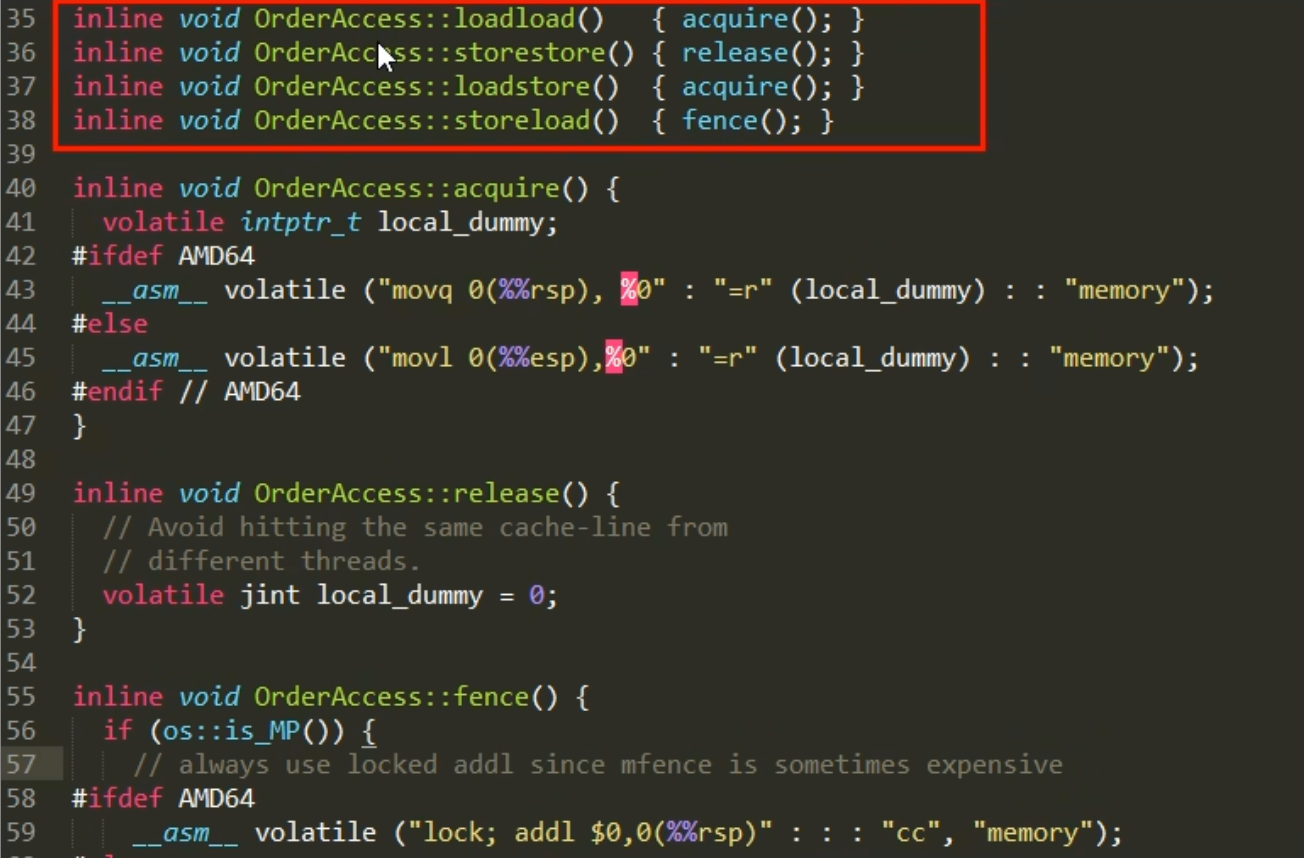 35 inline void OrderAccess::loadload()   { acquire(); }
36 inline void OrderAccess::storestore() { release(); }
37 inline void OrderAccess::loadstore()  { acquire(); }
38 inline void OrderAccess::storeload()  { fence(); }
39
40 inline void OrderAccess::acquire() {
41   volatile intptr_t local_dummy;
42 #ifdef AMD64
43   __asm__ volatile ("movq 0(%%rsp), %0" : "=r" (local_dummy) : : "memory");
44 #else
45   __asm__ volatile ("movl 0(%%esp),%0" : "=r" (local_dummy) : : "memory");
46 #endif // AMD64
47 }
48
49 inline void OrderAccess::release() {
50   // Avoid hitting the same cache-line from
51   // different threads.
52   volatile jint local_dummy = 0;
53 }
54
55 inline void OrderAccess::fence() {
56   if (os::is_MP()) {
57     // always use locked addl since mfence is sometimes expensive
58 #ifdef AMD64
59     __asm__ volatile ("lock; addl $0,0(%%rsp)" : : : "cc", "memory");